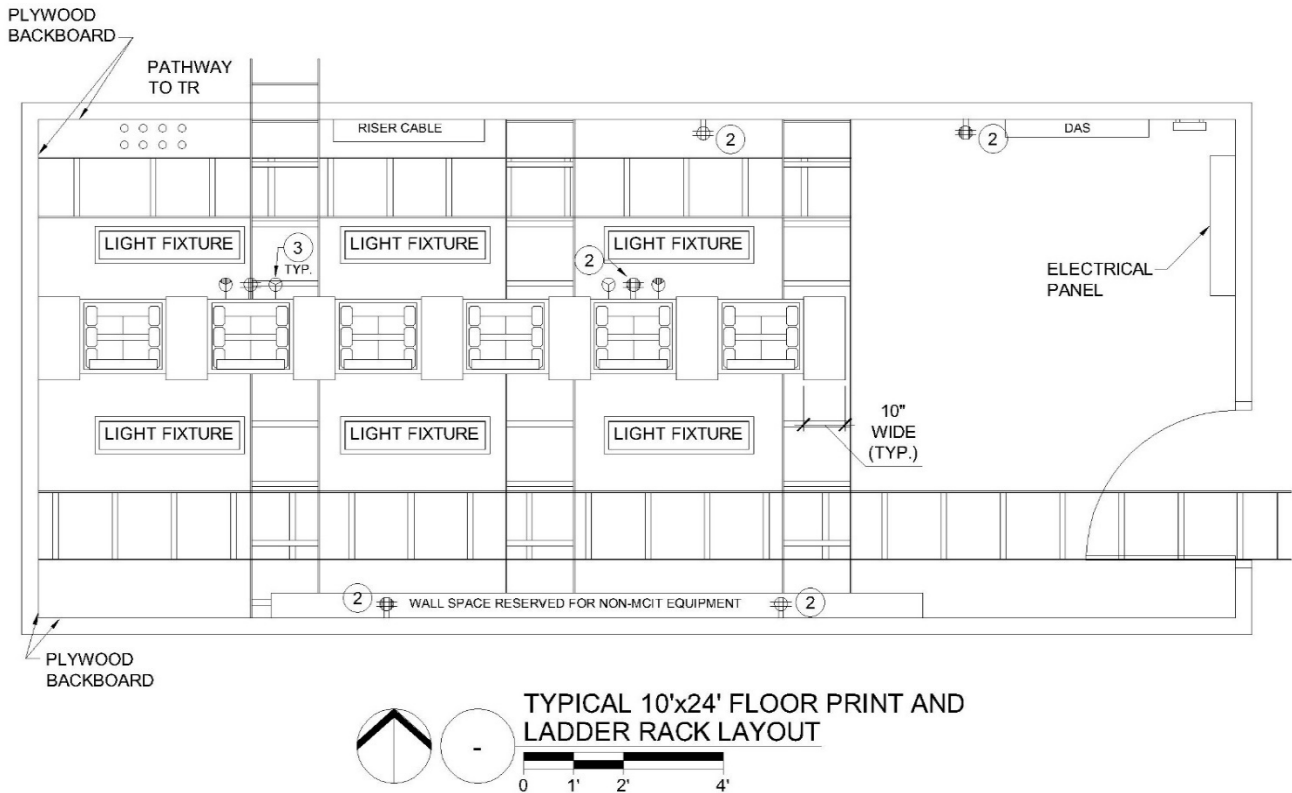 PLYWOOD
BACKBOARD
PATHWAY
TO TR
RISER CABLE
2
2
DAS
LIGHT FIXTURE
LIGHT FIXTURE
LIGHT FIXTURE
3
TYP.
2
ELECTRICAL
PANEL
LIGHT FIXTURE
LIGHT FIXTURE
LIGHT FIXTURE
10"
WIDE
(TYP.)
2
WALL SPACE RESERVED FOR NON-MCIT EQUIPMENT
2
PLYWOOD
BACKBOARD
-
TYPICAL 10'x24' FLOOR PRINT AND
LADDER RACK LAYOUT
0 1' 2' 4'